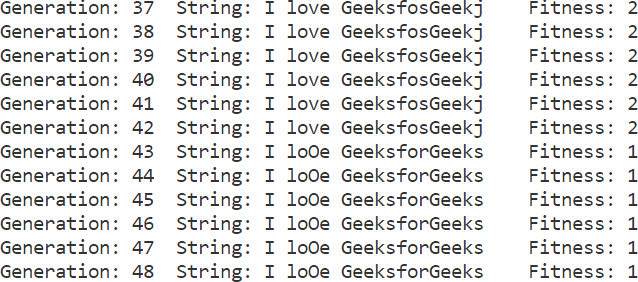 Generation: 37  String: I love GeeksfosGeekj    Fitness: 2
Generation: 38  String: I love GeeksfosGeekj    Fitness: 2
Generation: 39  String: I love GeeksfosGeekj    Fitness: 2
Generation: 40  String: I love GeeksfosGeekj    Fitness: 2
Generation: 41  String: I love GeeksfosGeekj    Fitness: 2
Generation: 42  String: I love GeeksfosGeekj    Fitness: 2
Generation: 43  String: I loOe GeeksforGeeks    Fitness: 1
Generation: 44  String: I loOe GeeksforGeeks    Fitness: 1
Generation: 45  String: I loOe GeeksforGeeks    Fitness: 1
Generation: 46  String: I loOe GeeksforGeeks    Fitness: 1
Generation: 47  String: I loOe GeeksforGeeks    Fitness: 1
Generation: 48  String: I loOe GeeksforGeeks    Fitness: 1